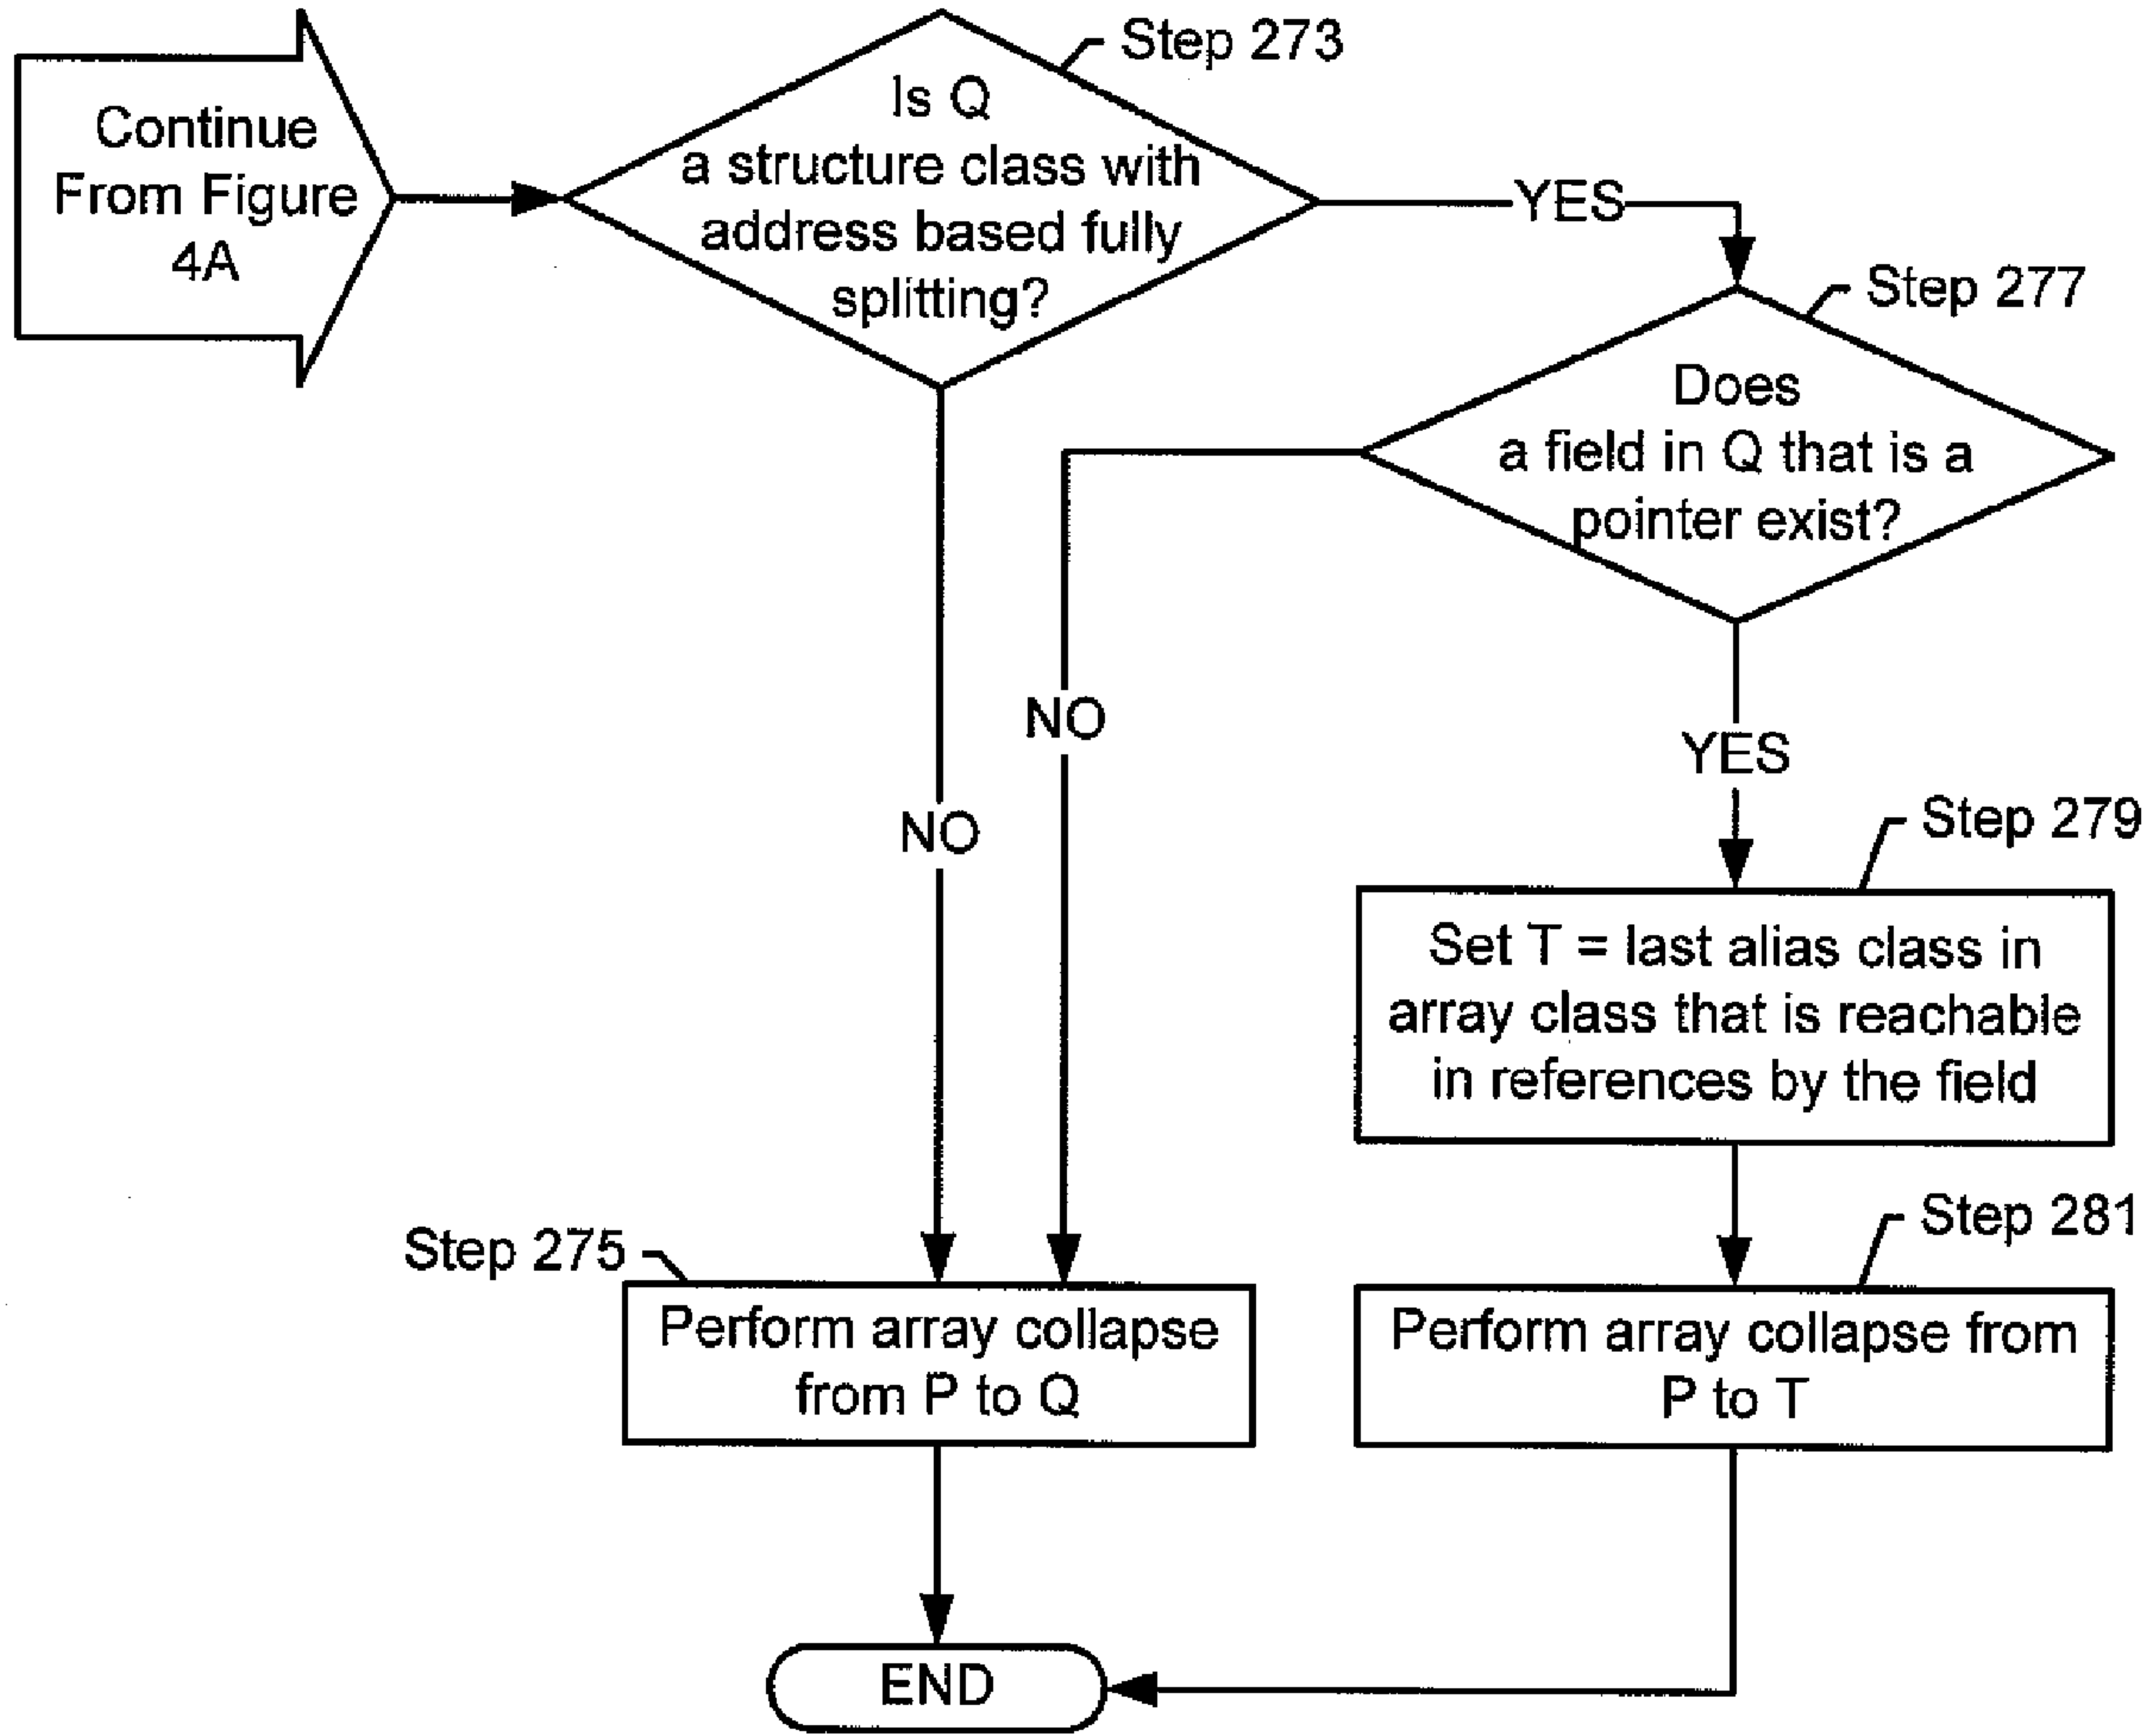 Continue
From Figure
4A
Step 273
Is Q
a structure class with
address based fully
splitting?
YES
Step 277
Does
a field in Q that is a
pointer exist?
NO
YES
NO
Step 279
Set T = last alias class in
array class that is reachable
in references by the field
Step 275
Perform array collapse
from P to Q
Step 281
Perform array collapse from
P to T
END